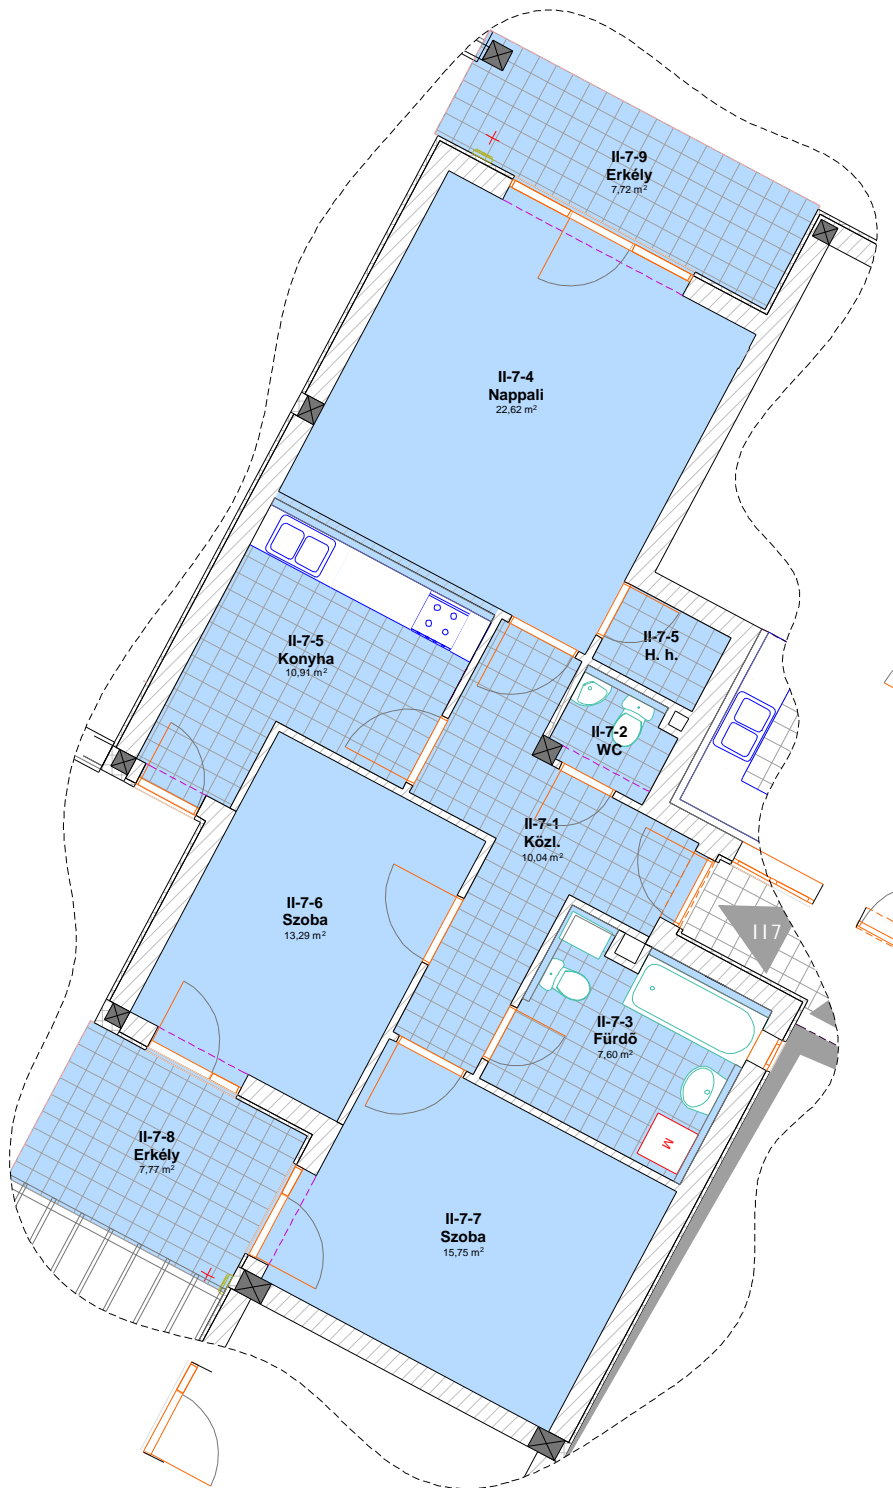 II-7-9
Erkély
7,72 m²
II-7-4
Nappali
22,62 m²
II-7-5
H. h.
II-7-5
Konyha
10,91 m²
II-7-2
WC
II-7-1
Közl.
10,04 m²
II-7-6
Szoba
13,29 m²
II7
II-7-3
Fürdõ
7,60 m²
M
II-7-8
Erkély
7,77 m²
II-7-7
Szoba
15,75 m²